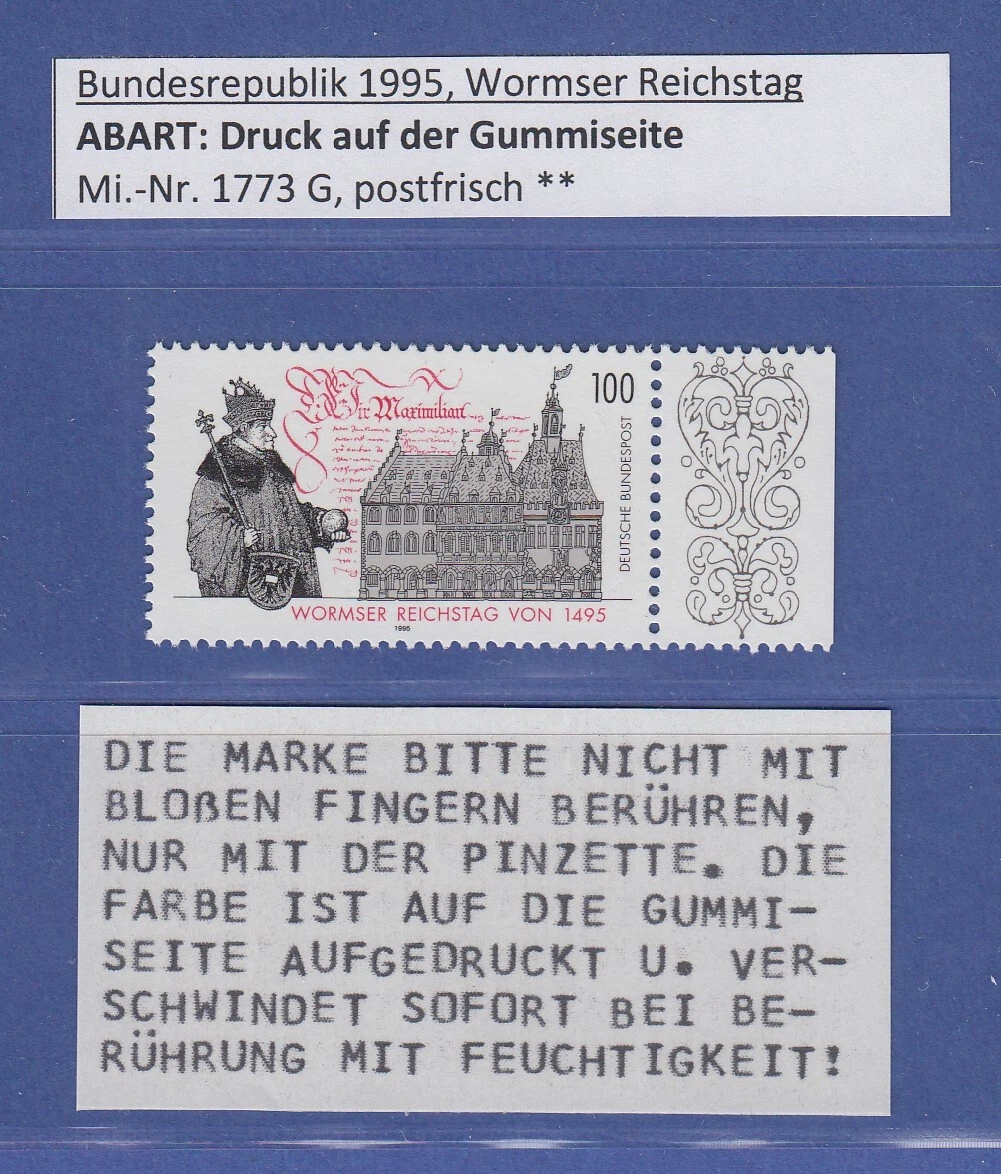 Bundesrepublik 1995, Wormser Reichstag
ABART: Druck auf der Gummiseite
Mi.-Nr. 1773 G, postfrisch **
100
Wir Maximilian
DEUTSCHE BUNDESPOST
WORMSER REICHSTAG VON 1495
1995
DIE MARKE BITTE NICHT MIT
BLOßEN FINGERN BERÜHREN,
NUR MIT DER PINZETTE. DIE
FARBE IST AUF DIE GUMMI-
SEITE AUFGEDRUCKT U. VER-
SCHWINDET SOFORT BEI BE-
RÜHRUNG MIT FEUCHTIGKEIT!